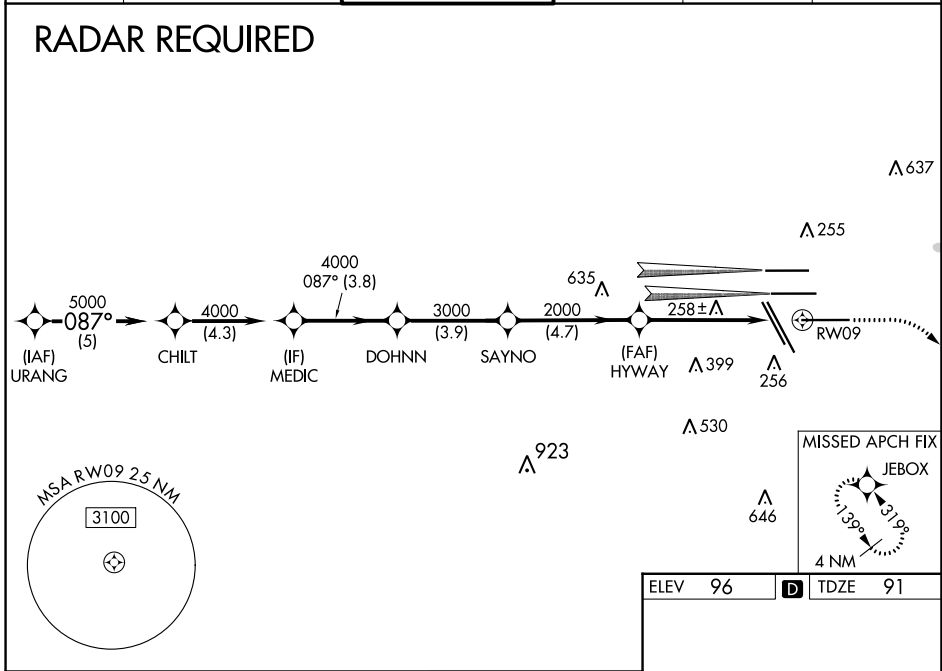 RADAR REQUIRED
637
255
4000
087° (3.8)
635
5000
087°
(5)
4000
(4.3)
3000
(3.9)
2000
(4.7)
258±
RW09
(IAF)
URANG
CHILT
(IF)
MEDIC
DOHNN
SAYNO
(FAF)
HYWAY
399
256
530
923
646
MISSED APCH FIX
JEBOX
139°
319°
4 NM
MSA RW09 25 NM
3100
ELEV 96 D TDZE 91